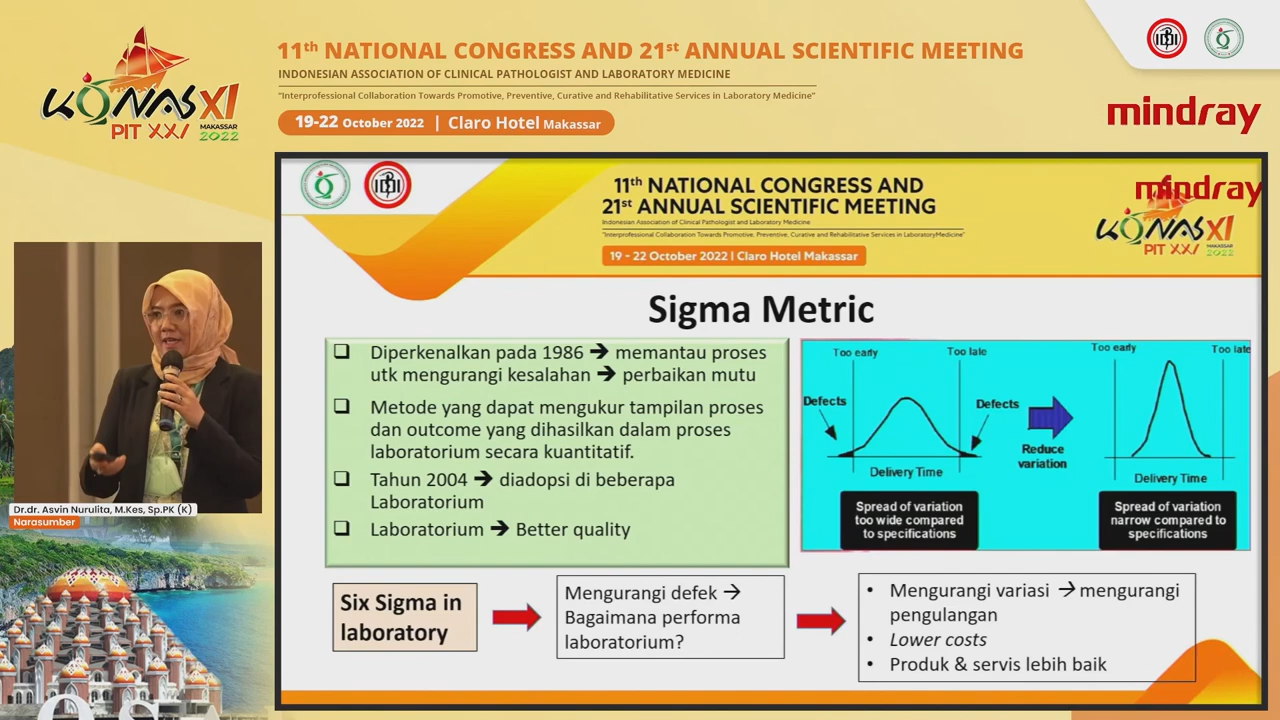 11th NATIONAL CONGRESS AND 21st ANNUAL SCIENTIFIC MEETING
INDONESIAN ASSOCIATION OF CLINICAL PATHOLOGIST AND LABORATORY MEDICINE
"Interprofessional Collaboration Towards Promotive, Preventive, Curative and Rehabilitative Services in Laboratory Medicine"
19-22 October 2022 | Claro Hotel Makassar
KONAS XI
PIT XXI
MAKASSAR
2022
mindray
11th NATIONAL CONGRESS AND
21st ANNUAL SCIENTIFIC MEETING
Indonesian Association of Clinical Pathologist and Laboratory Medicine
"Interprofessional Collaboration Towards Promotive, Preventive, Curative and Rehabilitative Services in LaboratoryMedicine"
19 - 22 October 2022 | Claro Hotel Makassar
mindray
KONAS XI
PIT XXI
MAKASSAR
2022
Sigma Metric
❑ Diperkenalkan pada 1986 ➔ memantau proses
utk mengurangi kesalahan ➔ perbaikan mutu
❑ Metode yang dapat mengukur tampilan proses
dan outcome yang dihasilkan dalam proses
laboratorium secara kuantitatif.
❑ Tahun 2004 ➔ diadopsi di beberapa
Laboratorium
❑ Laboratorium ➔ Better quality
Too early
Too late
Defects
Defects
Delivery Time
Reduce
variation
Too early
Too late
Delivery Time
Spread of variation
too wide compared
to specifications
Spread of variation
narrow compared to
specifications
Six Sigma in
laboratory
Mengurangi defek →
Bagaimana performa
laboratorium?
• Mengurangi variasi → mengurangi
pengulangan
• Lower costs
• Produk & servis lebih baik
Dr.dr. Asvin Nurulita, M.Kes, Sp.PK (K)
Narasumber